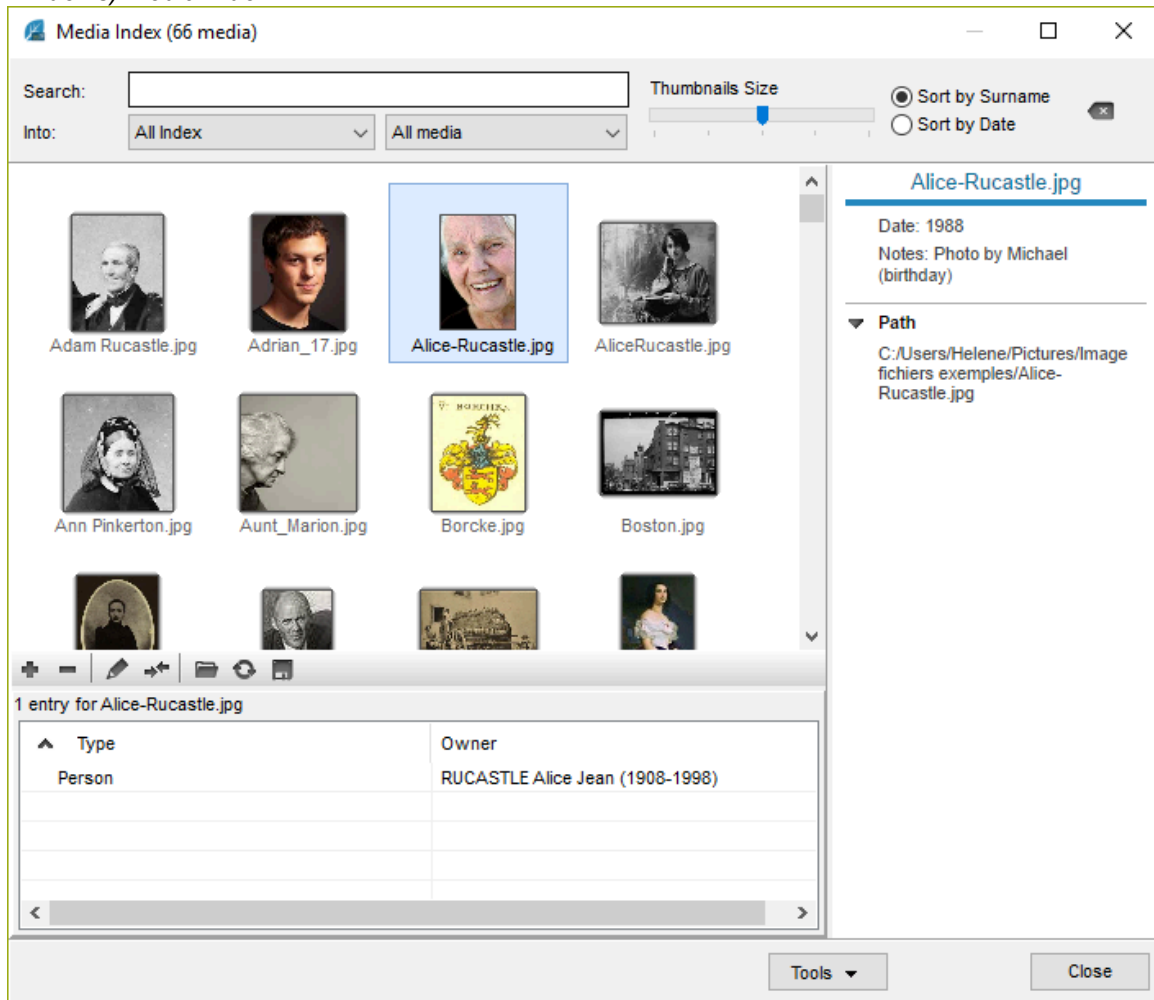 Media Index (66 media)
Search:
Thumbnails Size
Sort by Surname
Into:
All Index
All media
Sort by Date
Alice-Rucastle.jpg
Date: 1988
Notes: Photo by Michael
(birthday)
Path
C:/Users/Helene/Pictures/Image
fichiers exemples/Alice-
Rucastle.jpg
Adam Rucastle.jpg
Adrian_17.jpg
Alice-Rucastle.jpg
AliceRucastle.jpg
V. BORCKE.
Ann Pinkerton.jpg
Aunt_Marion.jpg
Borcke.jpg
Boston.jpg
1 entry for Alice-Rucastle.jpg
Type
Owner
Person
RUCASTLE Alice Jean (1908-1998)
Tools
Close